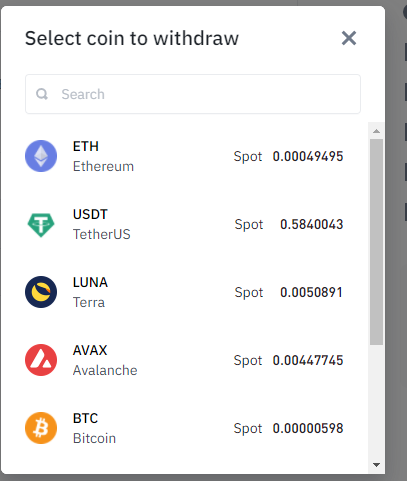 Select coin to withdraw
Search
ETH
Ethereum
Spot 0.00049495
USDT
TetherUS
Spot 0.5840043
LUNA
Terra
Spot 0.0050891
AVAX
Avalanche
Spot 0.00447745
BTC
Bitcoin
Spot 0.00000598